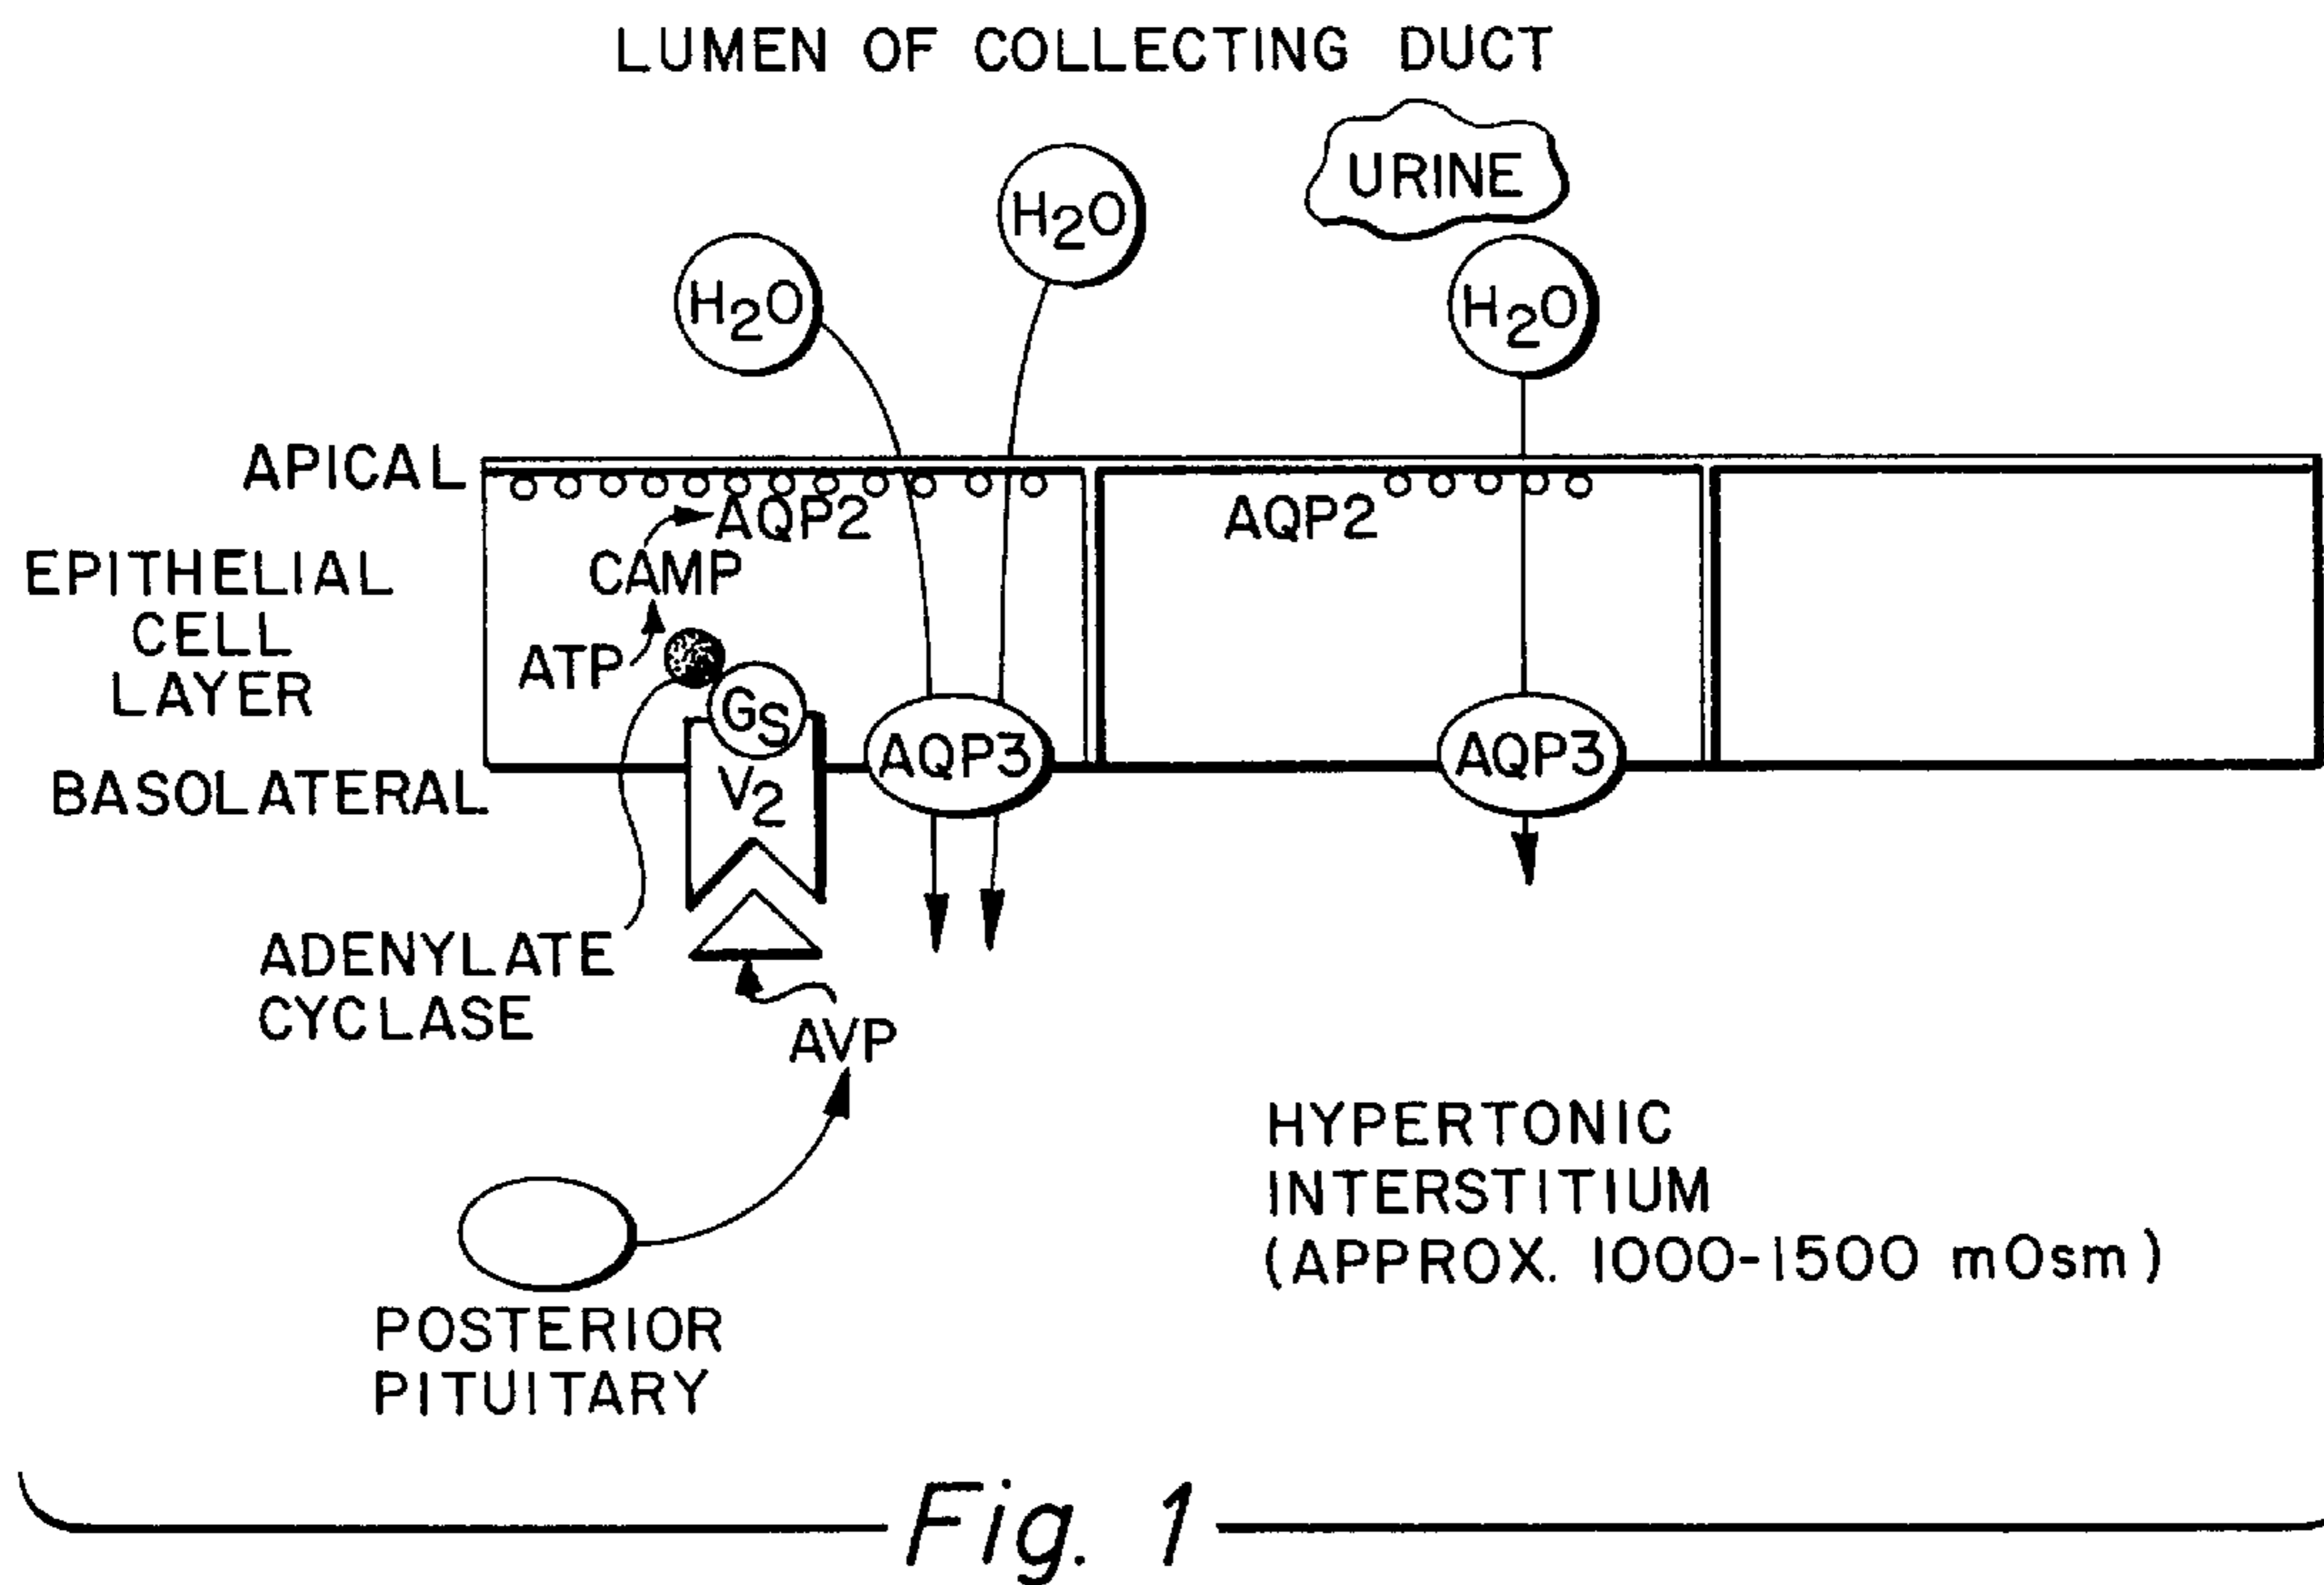 LUMEN OF COLLECTING DUCT
URINE
H2O
H2O
H2O
APICAL
AQP2
AQP2
CAMP
EPITHELIAL
CELL
LAYER
ATP
GS
AQP3
AQP3
V2
BASOLATERAL
ADENYLATE
CYCLASE
AVP
HYPERTONIC
INTERSTITIUM
(APPROX. 1000-1500 mOsm)
POSTERIOR
PITUITARY
Fig. 1